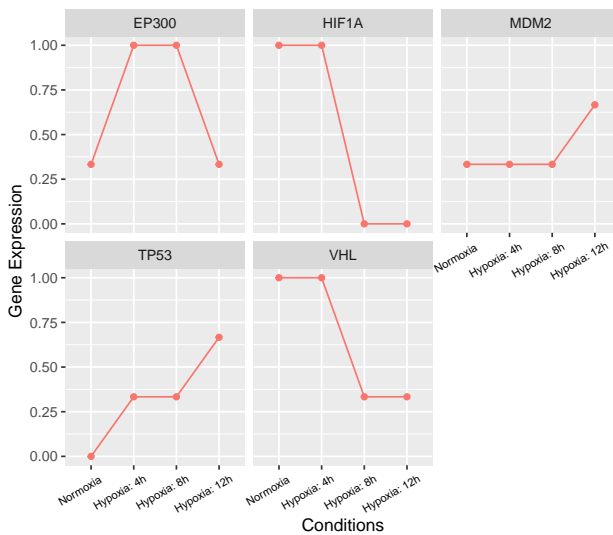 EP300
HIF1A
MDM2
1.00
0.75
0.50
0.25
0.00
Normoxia
Hypoxia: 4h
Hypoxia: 8h
Hypoxia: 12h
TP53
VHL
1.00
0.75
0.50
0.25
0.00
Normoxia
Hypoxia: 4h
Hypoxia: 8h
Hypoxia: 12h
Normoxia
Hypoxia: 4h
Hypoxia: 8h
Hypoxia: 12h
Gene Expression
Conditions